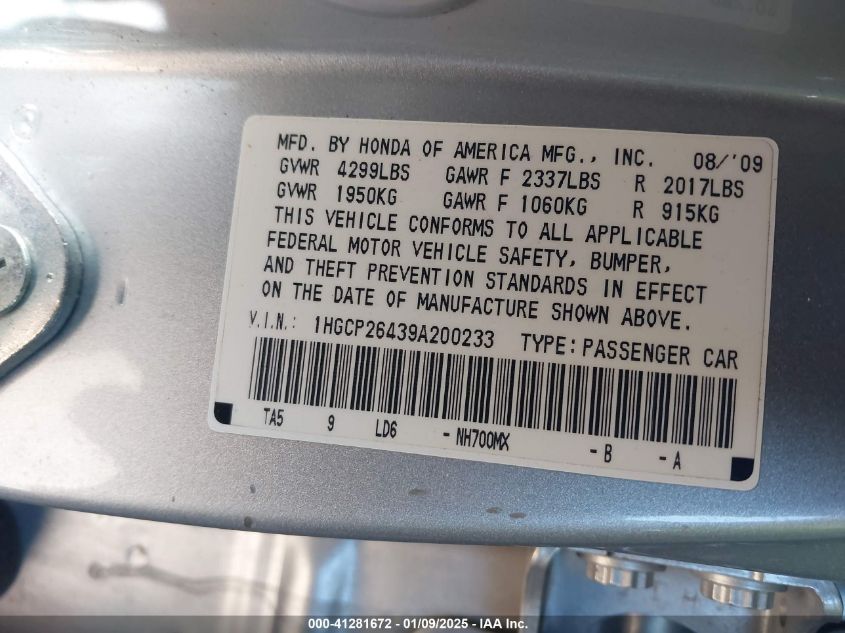 MFD. BY HONDA OF AMERICA MFG., INC. 08/'09
GVWR 4299LBS GAWR F 2337LBS R 2017LBS
GVWR 1950KG GAWR F 1060KG R 915KG
THIS VEHICLE CONFORMS TO ALL APPLICABLE
FEDERAL MOTOR VEHICLE SAFETY, BUMPER,
AND THEFT PREVENTION STANDARDS IN EFFECT
ON THE DATE OF MANUFACTURE SHOWN ABOVE.
V.I.N.: 1HGCP26439A200233 TYPE:PASSENGER CAR
TA5 9 LD6 -NH700MX -B -A
000-41281672 - 01/09/2025 - IAA Inc.